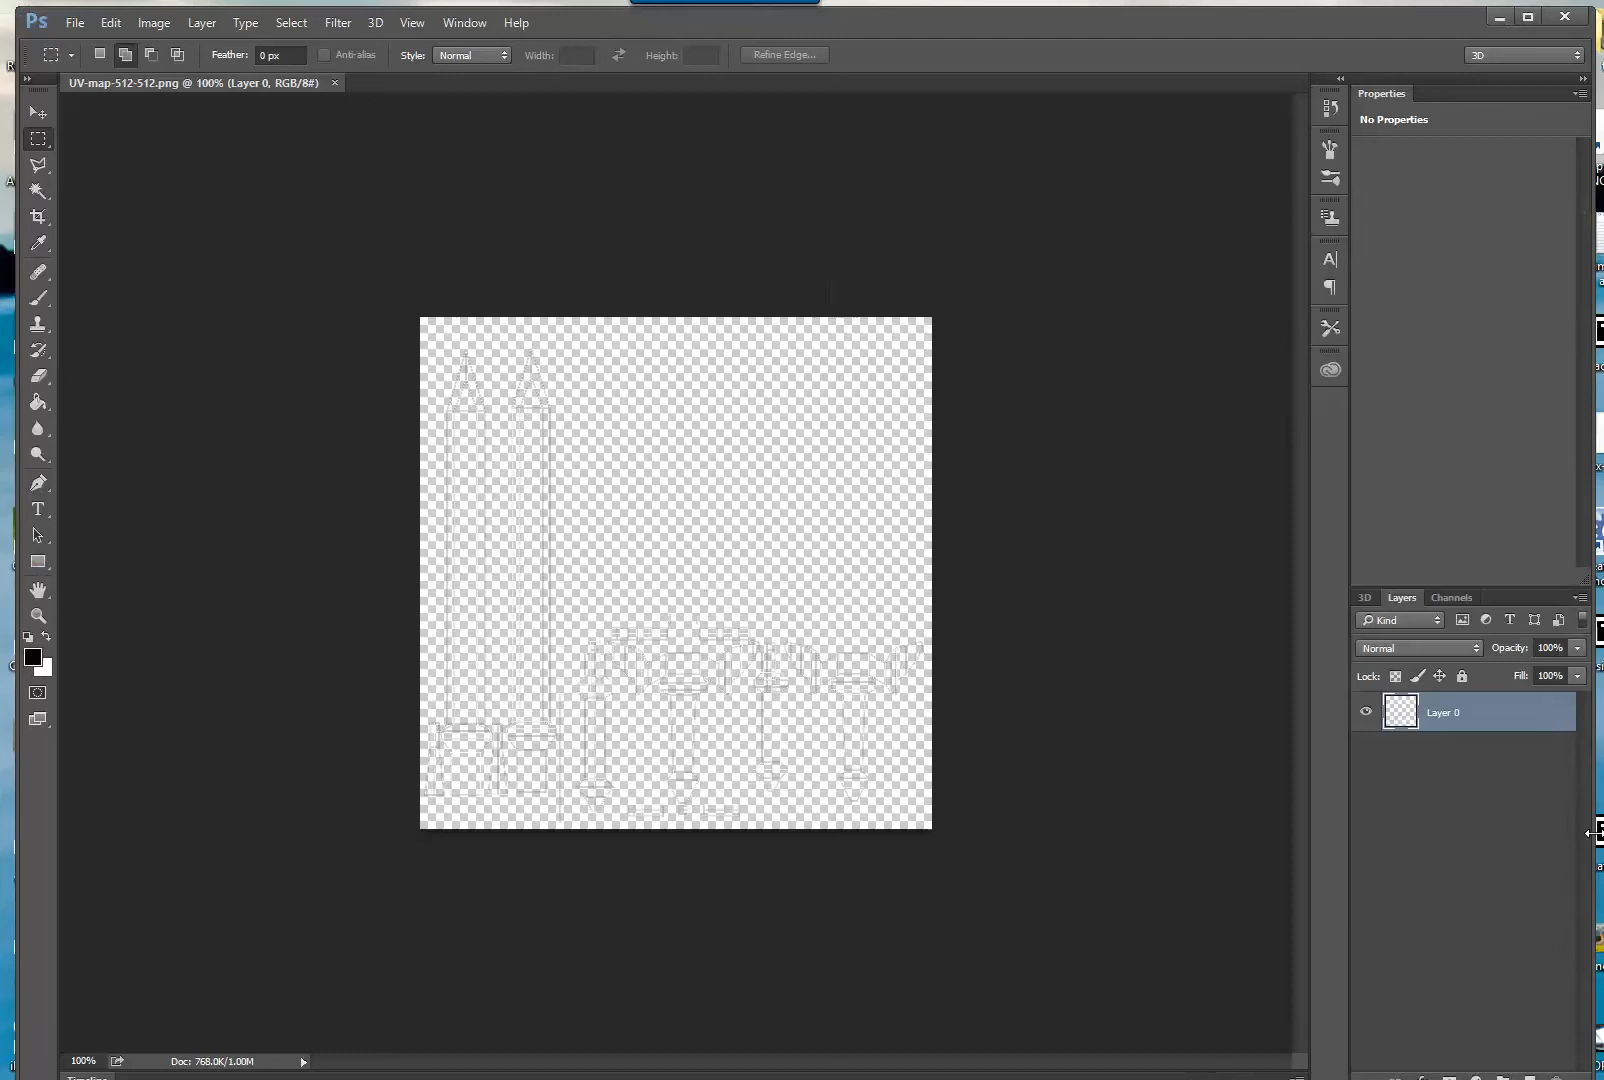 Ps File Edit Image Layer Type Select Filter 3D View Window Help
Feather: 0 px Anti-alias Style: Normal Width: Height: Refine Edge... 3D
UV-map-512-512.png @ 100% (Layer 0, RGB/8#) ×
Properties
No Properties
3D Layers Channels
Kind
Normal Opacity: 100%
Lock: Fill: 100%
Layer 0
100% Doc: 768.0K/1.00M
Timeline